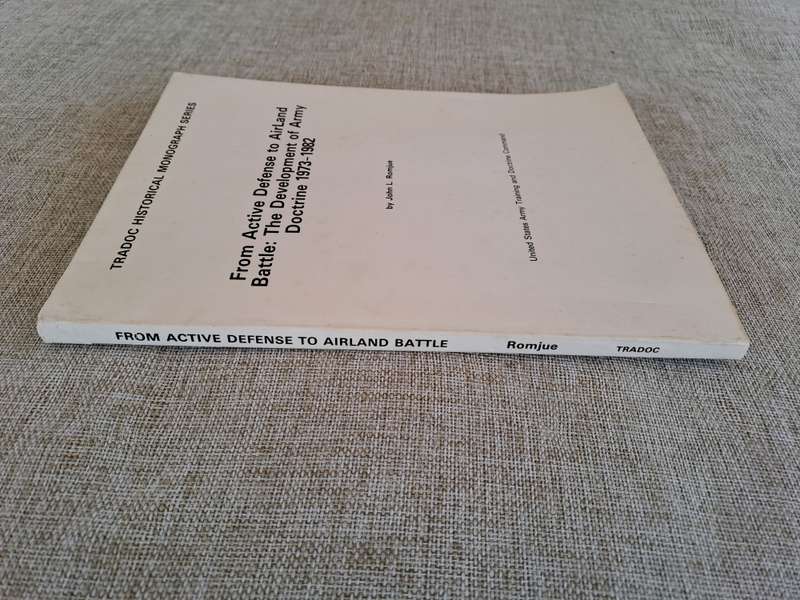 TRADOC HISTORICAL MONOGRAPH SERIES
From Active Defense to AirLand
Battle: The Development of Army
Doctrine 1973-1982
by John L. Romjue
United States Army Training and Doctrine Command
FROM ACTIVE DEFENSE TO AIRLAND BATTLE Romjue TRADOC